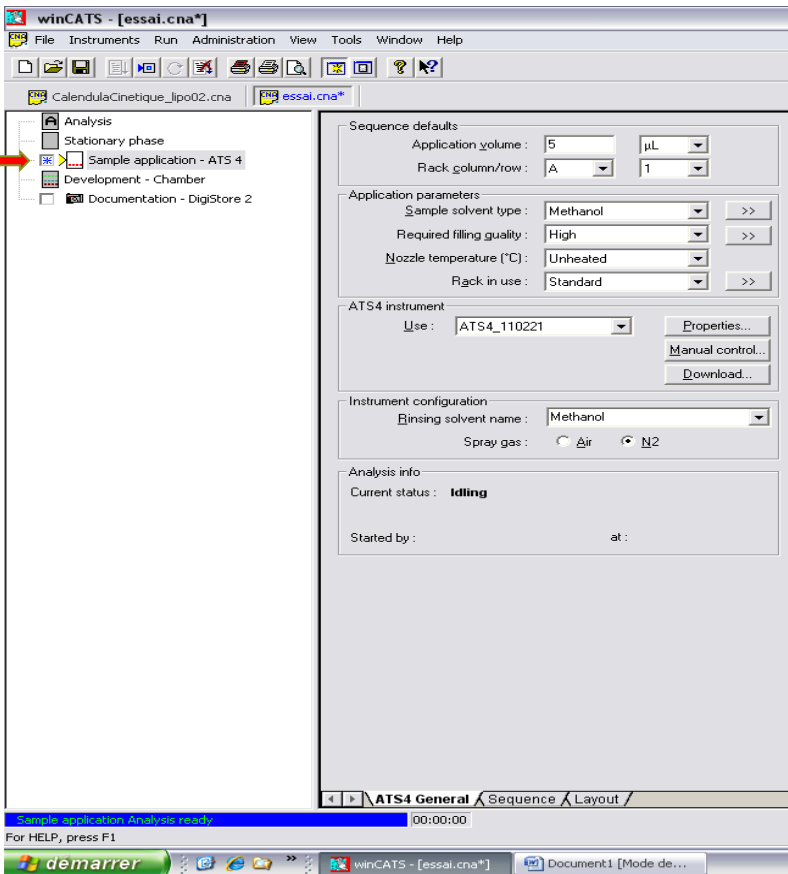 winCATS - [essai.cna*]
File Instruments Run Administration View Tools Window Help
CalendulaCinetique_lipo02.cna essai.cna*
Analysis
Stationary phase
Sample application - ATS 4
Development - Chamber
Documentation - DigiStore 2
Sequence defaults
Application volume : 5 µL
Rack column/row : A 1
Application parameters
Sample solvent type : Methanol >>
Required filling quality : High >>
Nozzle temperature (°C) : Unheated
Rack in use : Standard >>
ATS4 instrument
Use : ATS4_110221 Properties...
Manual control...
Download...
Instrument configuration
Rinsing solvent name : Methanol
Spray gas : Air N2
Analysis info
Current status : Idling
Started by : at :
ATS4 General Sequence Layout
Sample application Analysis ready 00:00:00
For HELP, press F1
démarrer winCATS - [essai.cna*] Document1 [Mode de...